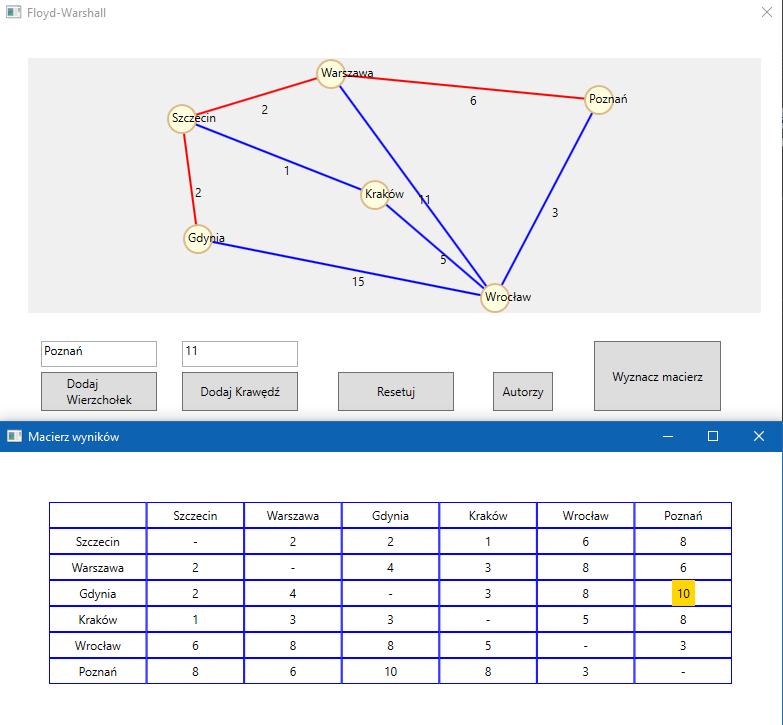 Floyd-Warshall
Warszawa
6
Poznań
2
Szczecin
1
2
Kraków
11
3
Gdynia
5
15
Wrocław
Poznań
11
Dodaj
Wierzchołek
Dodaj Krawędź
Resetuj
Autorzy
Wyznacz macierz
Macierz wyników
Szczecin Warszawa Gdynia Kraków Wrocław Poznań
Szczecin - 2 2 1 6 8
Warszawa 2 - 4 3 8 6
Gdynia 2 4 - 3 8 10
Kraków 1 3 3 - 5 8
Wrocław 6 8 8 5 - 3
Poznań 8 6 10 8 3 -